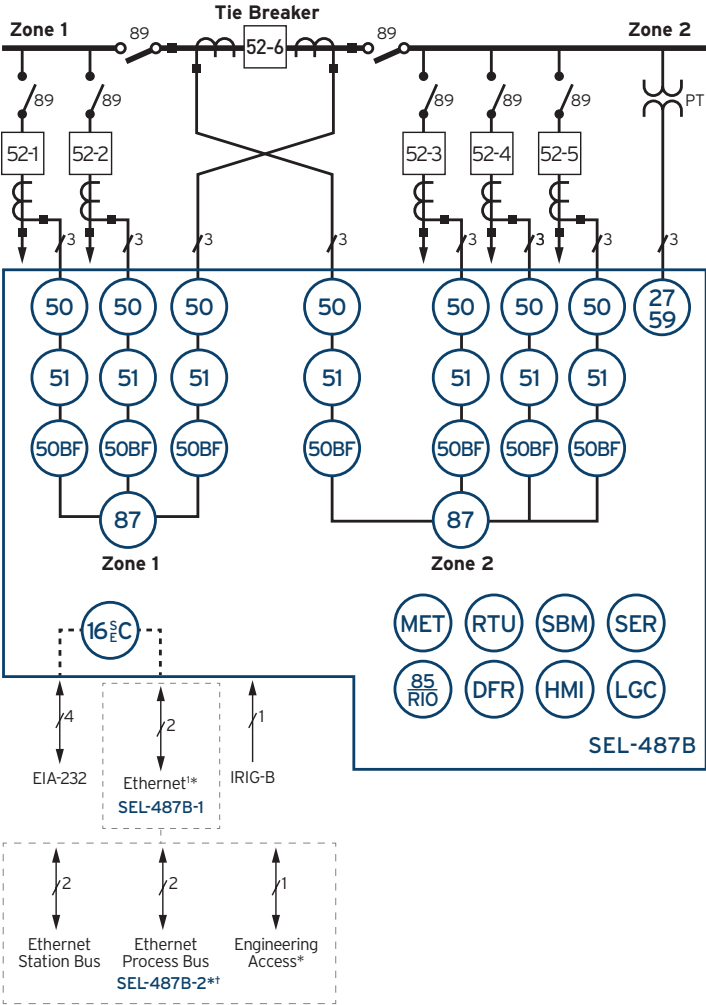 Tie Breaker
Zone 1
89
52-6
89
Zone 2
89
89
89
89
89
PT
52-1
52-2
52-3
52-4
52-5
3
3
3
3
3
3
3
3
50
50
50
50
50
50
50
27
59
51
51
51
51
51
51
51
50BF
50BF
50BF
50BF
50BF
50BF
50BF
87
87
Zone 1
Zone 2
16SEC
MET
RTU
SBM
SER
85
RIO
DFR
HMI
LGC
SEL-487B
4
2
1
EIA-232
Ethernet¹*
IRIG-B
SEL-487B-1
2
2
1
Ethernet
Station Bus
Ethernet
Process Bus
SEL-487B-2*†
Engineering
Access*